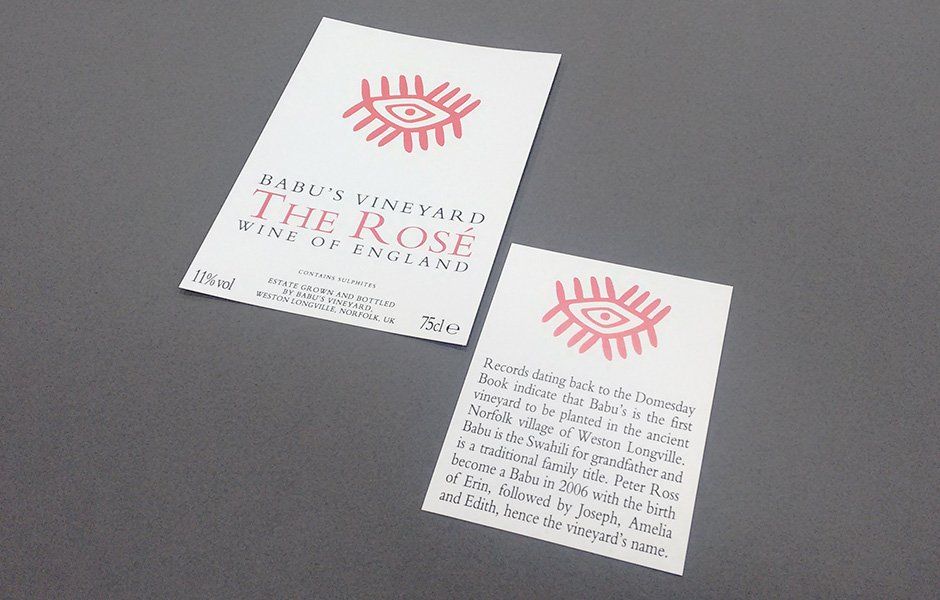 BABU'S VINEYARD
THE ROSÉ
WINE OF ENGLAND
CONTAINS SULPHITES
ESTATE GROWN AND BOTTLED
BY BABU'S VINEYARD,
WESTON LONGVILLE, NORFOLK, UK
11% vol
75cl ℮
Records dating back to the Domesday
Book indicate that Babu's is the first
vineyard to be planted in the ancient
Norfolk village of Weston Longville.
Babu is the Swahili for grandfather and
is a traditional family title. Peter Ross
become a Babu in 2006 with the birth
of Erin, followed by Joseph, Amelia
and Edith, hence the vineyard's name.